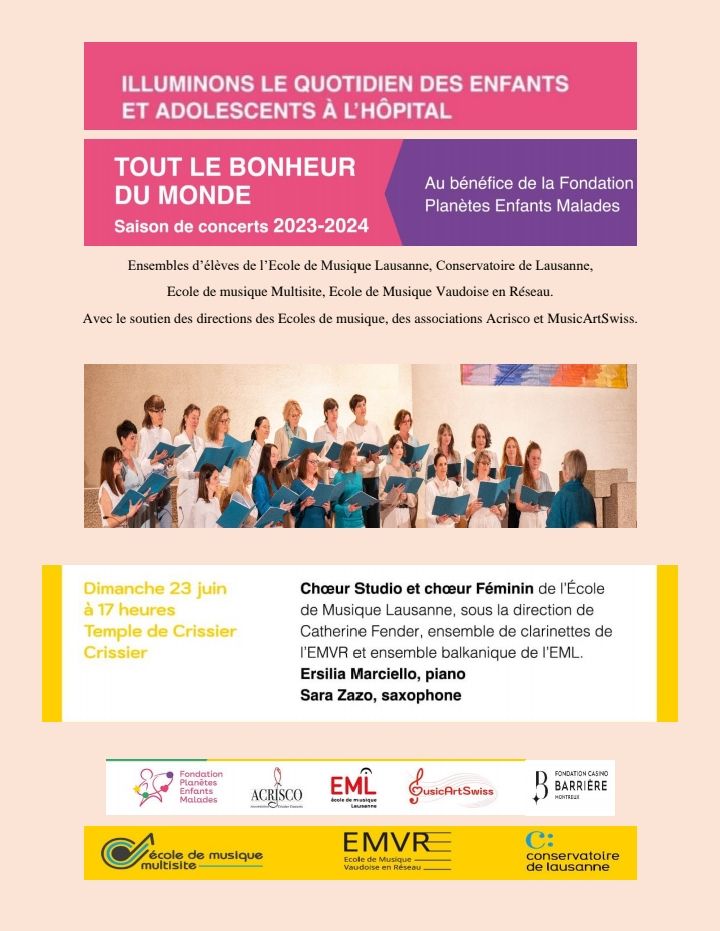 ILLUMINONS LE QUOTIDIEN DES ENFANTS
ET ADOLESCENTS À L'HÔPITAL
TOUT LE BONHEUR
DU MONDE
Saison de concerts 2023-2024
Au bénéfice de la Fondation
Planètes Enfants Malades
Ensembles d'élèves de l'Ecole de Musique Lausanne, Conservatoire de Lausanne,
Ecole de musique Multisite, Ecole de Musique Vaudoise en Réseau.
Avec le soutien des directions des Ecoles de musique, des associations Acrisco et MusicArtSwiss.
Dimanche 23 juin
à 17 heures
Temple de Crissier
Crissier
Chœur Studio et chœur Féminin de l'École
de Musique Lausanne, sous la direction de
Catherine Fender, ensemble de clarinettes de
l'EMVR et ensemble balkanique de l'EML.
Ersilia Marciello, piano
Sara Zazo, saxophone
Fondation
Planètes
Enfants
Malades
ACRISCO
EML
école de musique
Lausanne
MusicArtSwiss
FONDATION CASINO
BARRIÈRE
MONTREUX
école de musique
multisite
EMVR
Ecole de Musique
Vaudoise en Réseau
c:
conservatoire
de lausanne